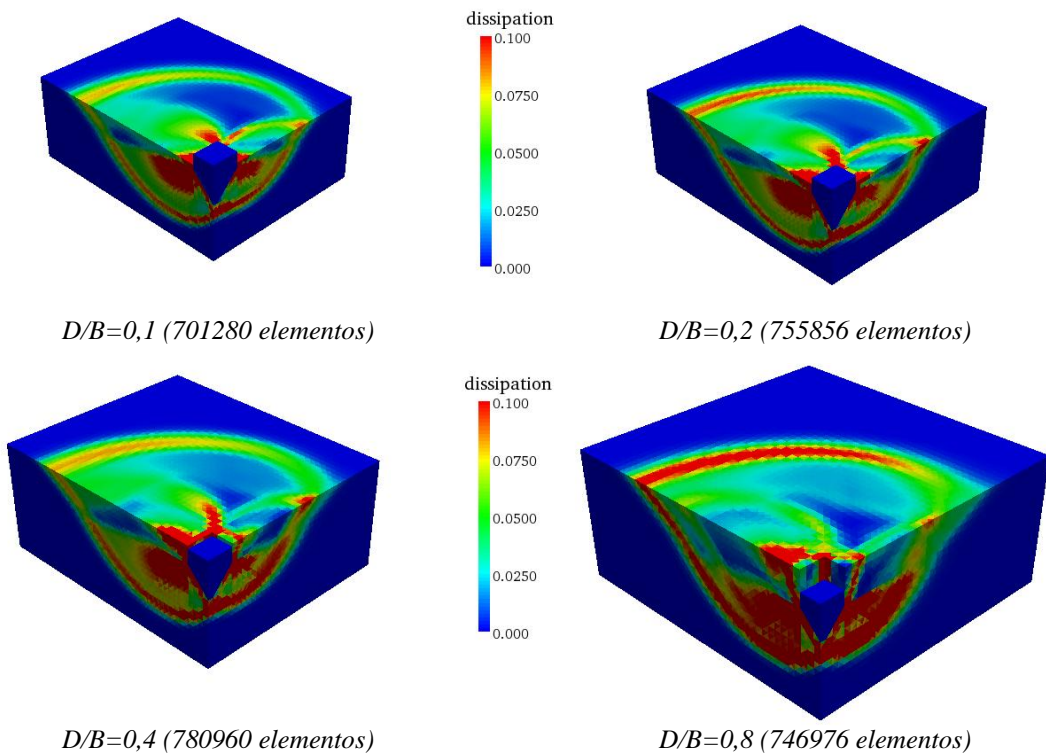 dissipation
0.100
0.0750
0.0500
0.0250
0.000
D/B=0,1 (701280 elementos)
D/B=0,2 (755856 elementos)
dissipation
0.100
0.0750
0.0500
0.0250
0.000
D/B=0,4 (780960 elementos)
D/B=0,8 (746976 elementos)